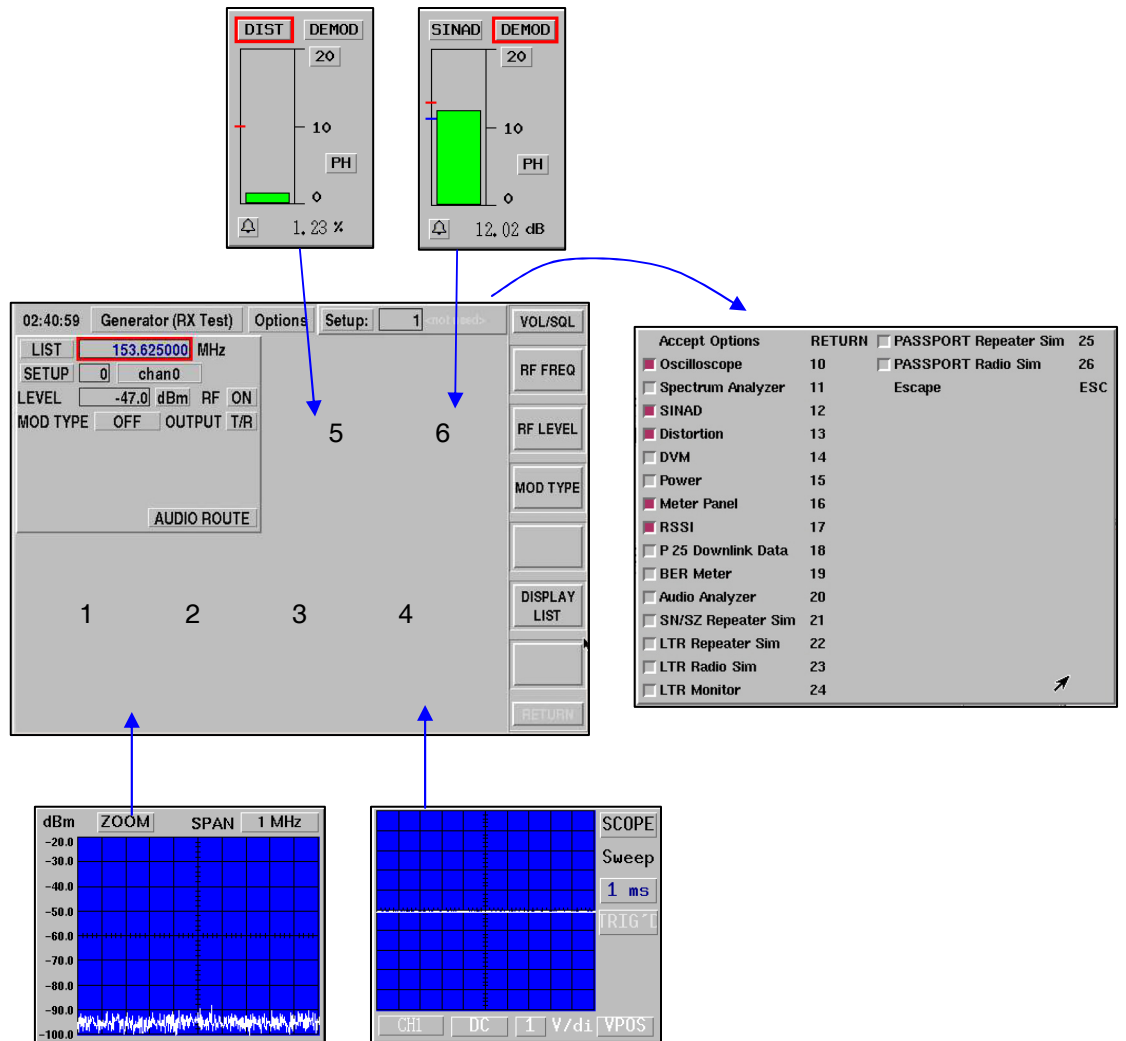 DIST DEMOD
20
10
PH
0
1.23 %
SINAD DEMOD
20
10
PH
0
12.02 dB
02:40:59 Generator (RX Test) Options Setup: 1 <not used>
LIST 153.625000 MHz
SETUP 0 chan0
LEVEL -47.0 dBm RF ON
MOD TYPE OFF OUTPUT T/R
AUDIO ROUTE
5 6
1 2 3 4
VOL/SQL
RF FREQ
RF LEVEL
MOD TYPE
DISPLAY
LIST
RETURN
Accept Options RETURN
Oscilloscope 10
Spectrum Analyzer 11
SINAD 12
Distortion 13
DVM 14
Power 15
Meter Panel 16
RSSI 17
P 25 Downlink Data 18
BER Meter 19
Audio Analyzer 20
SN/SZ Repeater Sim 21
LTR Repeater Sim 22
LTR Radio Sim 23
LTR Monitor 24
PASSPORT Repeater Sim 25
PASSPORT Radio Sim 26
Escape ESC
dBm ZOOM SPAN 1 MHz
-20.0
-30.0
-40.0
-50.0
-60.0
-70.0
-80.0
-90.0
-100.0
SCOPE
Sweep
1 ms
TRIG'D
CH1 DC 1 V/di VPOS